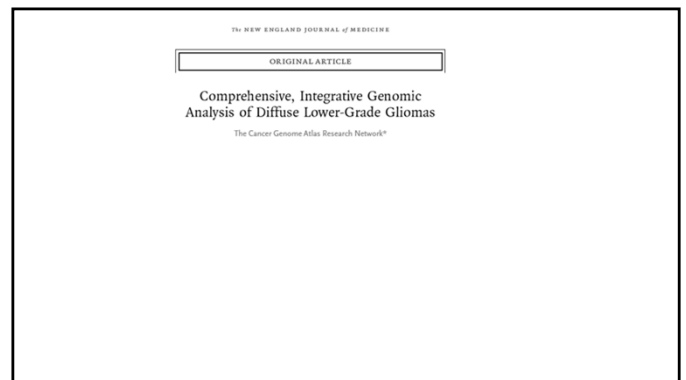 The NEW ENGLAND JOURNAL of MEDICINE
ORIGINAL ARTICLE
Comprehensive, Integrative Genomic
Analysis of Diffuse Lower-Grade Gliomas
The Cancer Genome Atlas Research Network*